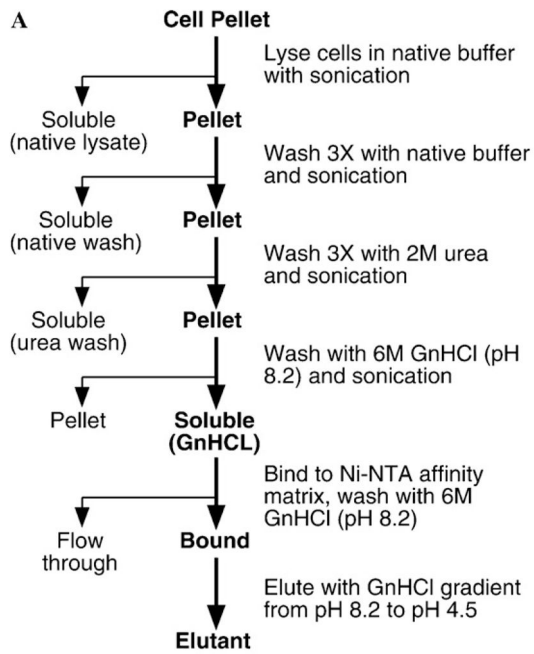 A
Cell Pellet
Lyse cells in native buffer
with sonication
Soluble
(native lysate)
Pellet
Wash 3X with native buffer
and sonication
Soluble
(native wash)
Pellet
Wash 3X with 2M urea
and sonication
Soluble
(urea wash)
Pellet
Wash with 6M GnHCl (pH
8.2) and sonication
Pellet
Soluble
(GnHCL)
Bind to Ni-NTA affinity
matrix, wash with 6M
GnHCl (pH 8.2)
Flow
through
Bound
Elute with GnHCl gradient
from pH 8.2 to pH 4.5
Elutant